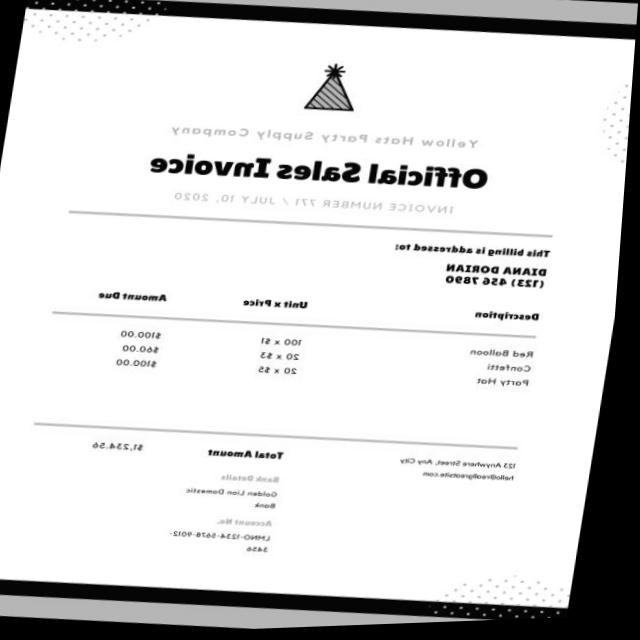 Yellow Hats Party Supply Company
Official Sales Invoice
INVOICE NUMBER 771 / JULY 10, 2020
This billing is addressed to:
DIANA DORIAN
(123) 456 7890
Description Unit x Price Amount Due
Red Balloon 100 x $1 $100.00
Confetti 20 x $3 $60.00
Party Hat 20 x $5 $100.00
123 Anywhere Street, Any City
hello@reallygreatsite.com
Total Amount $1,234.56
Bank Details
Golden Lion Domestic
Bank
Account No.
LMNO-1234-5678-9012-
3456